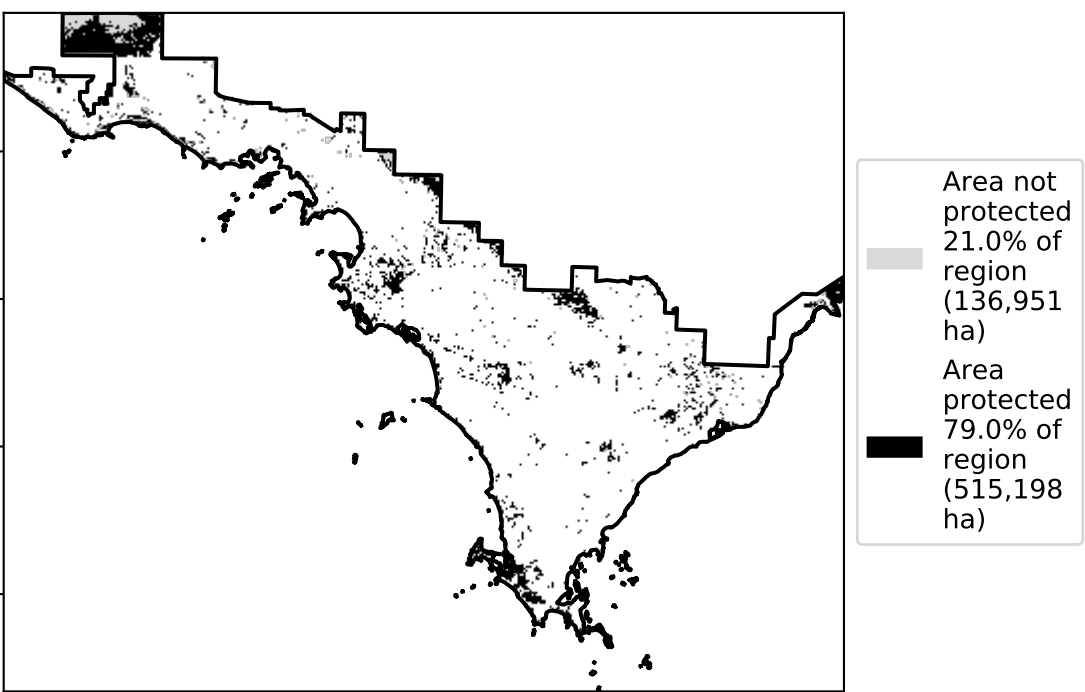 Area not
protected
21.0% of
region
(136,951
ha)
Area
protected
79.0% of
region
(515,198
ha)